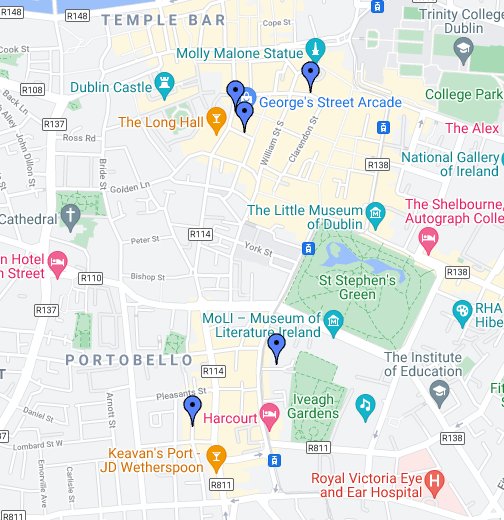 R148
R148
TEMPLE BAR
Cope St
Trinity College
Dublin
Cook St
Molly Malone Statue
R108
Dublin Castle
Back Ln
College Park
George's Street Arcade
R137
The Long Hall
The Alex
John Dillon St
Ross Rd
William St S
Clarendon St
R138
National Gallery
of Ireland
Bride St
Golden Ln
Cathedral
The Little Museum
of Dublin
The Shelbourne,
Autograph Colle
Peter St
R114
York St
n Hotel
n Street
R110
Bishop St
St Stephen's
Green
R138
R137
MoLI – Museum of
Literature Ireland
RHA
Hibe
PORTOBELLO
R114
The Institute
of Education
Pleasants St
Iveagh
Gardens
Daniel St
Arnott St
Harcourt
R138
Lombard St W
R811
Keavan's Port -
JD Wetherspoon
Emorville Ave
Carlisle St
R811
Royal Victoria Eye
and Ear Hospital